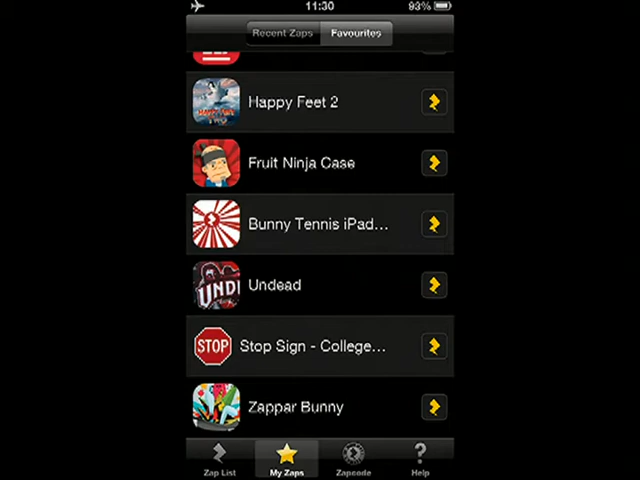 11:30
93%
Recent Zaps
Favourites
Happy Feet 2
Fruit Ninja Case
Bunny Tennis iPad...
UNDE
Undead
STOP
Stop Sign - College...
Zappar Bunny
Zap List
My Zaps
Zapcode
Help